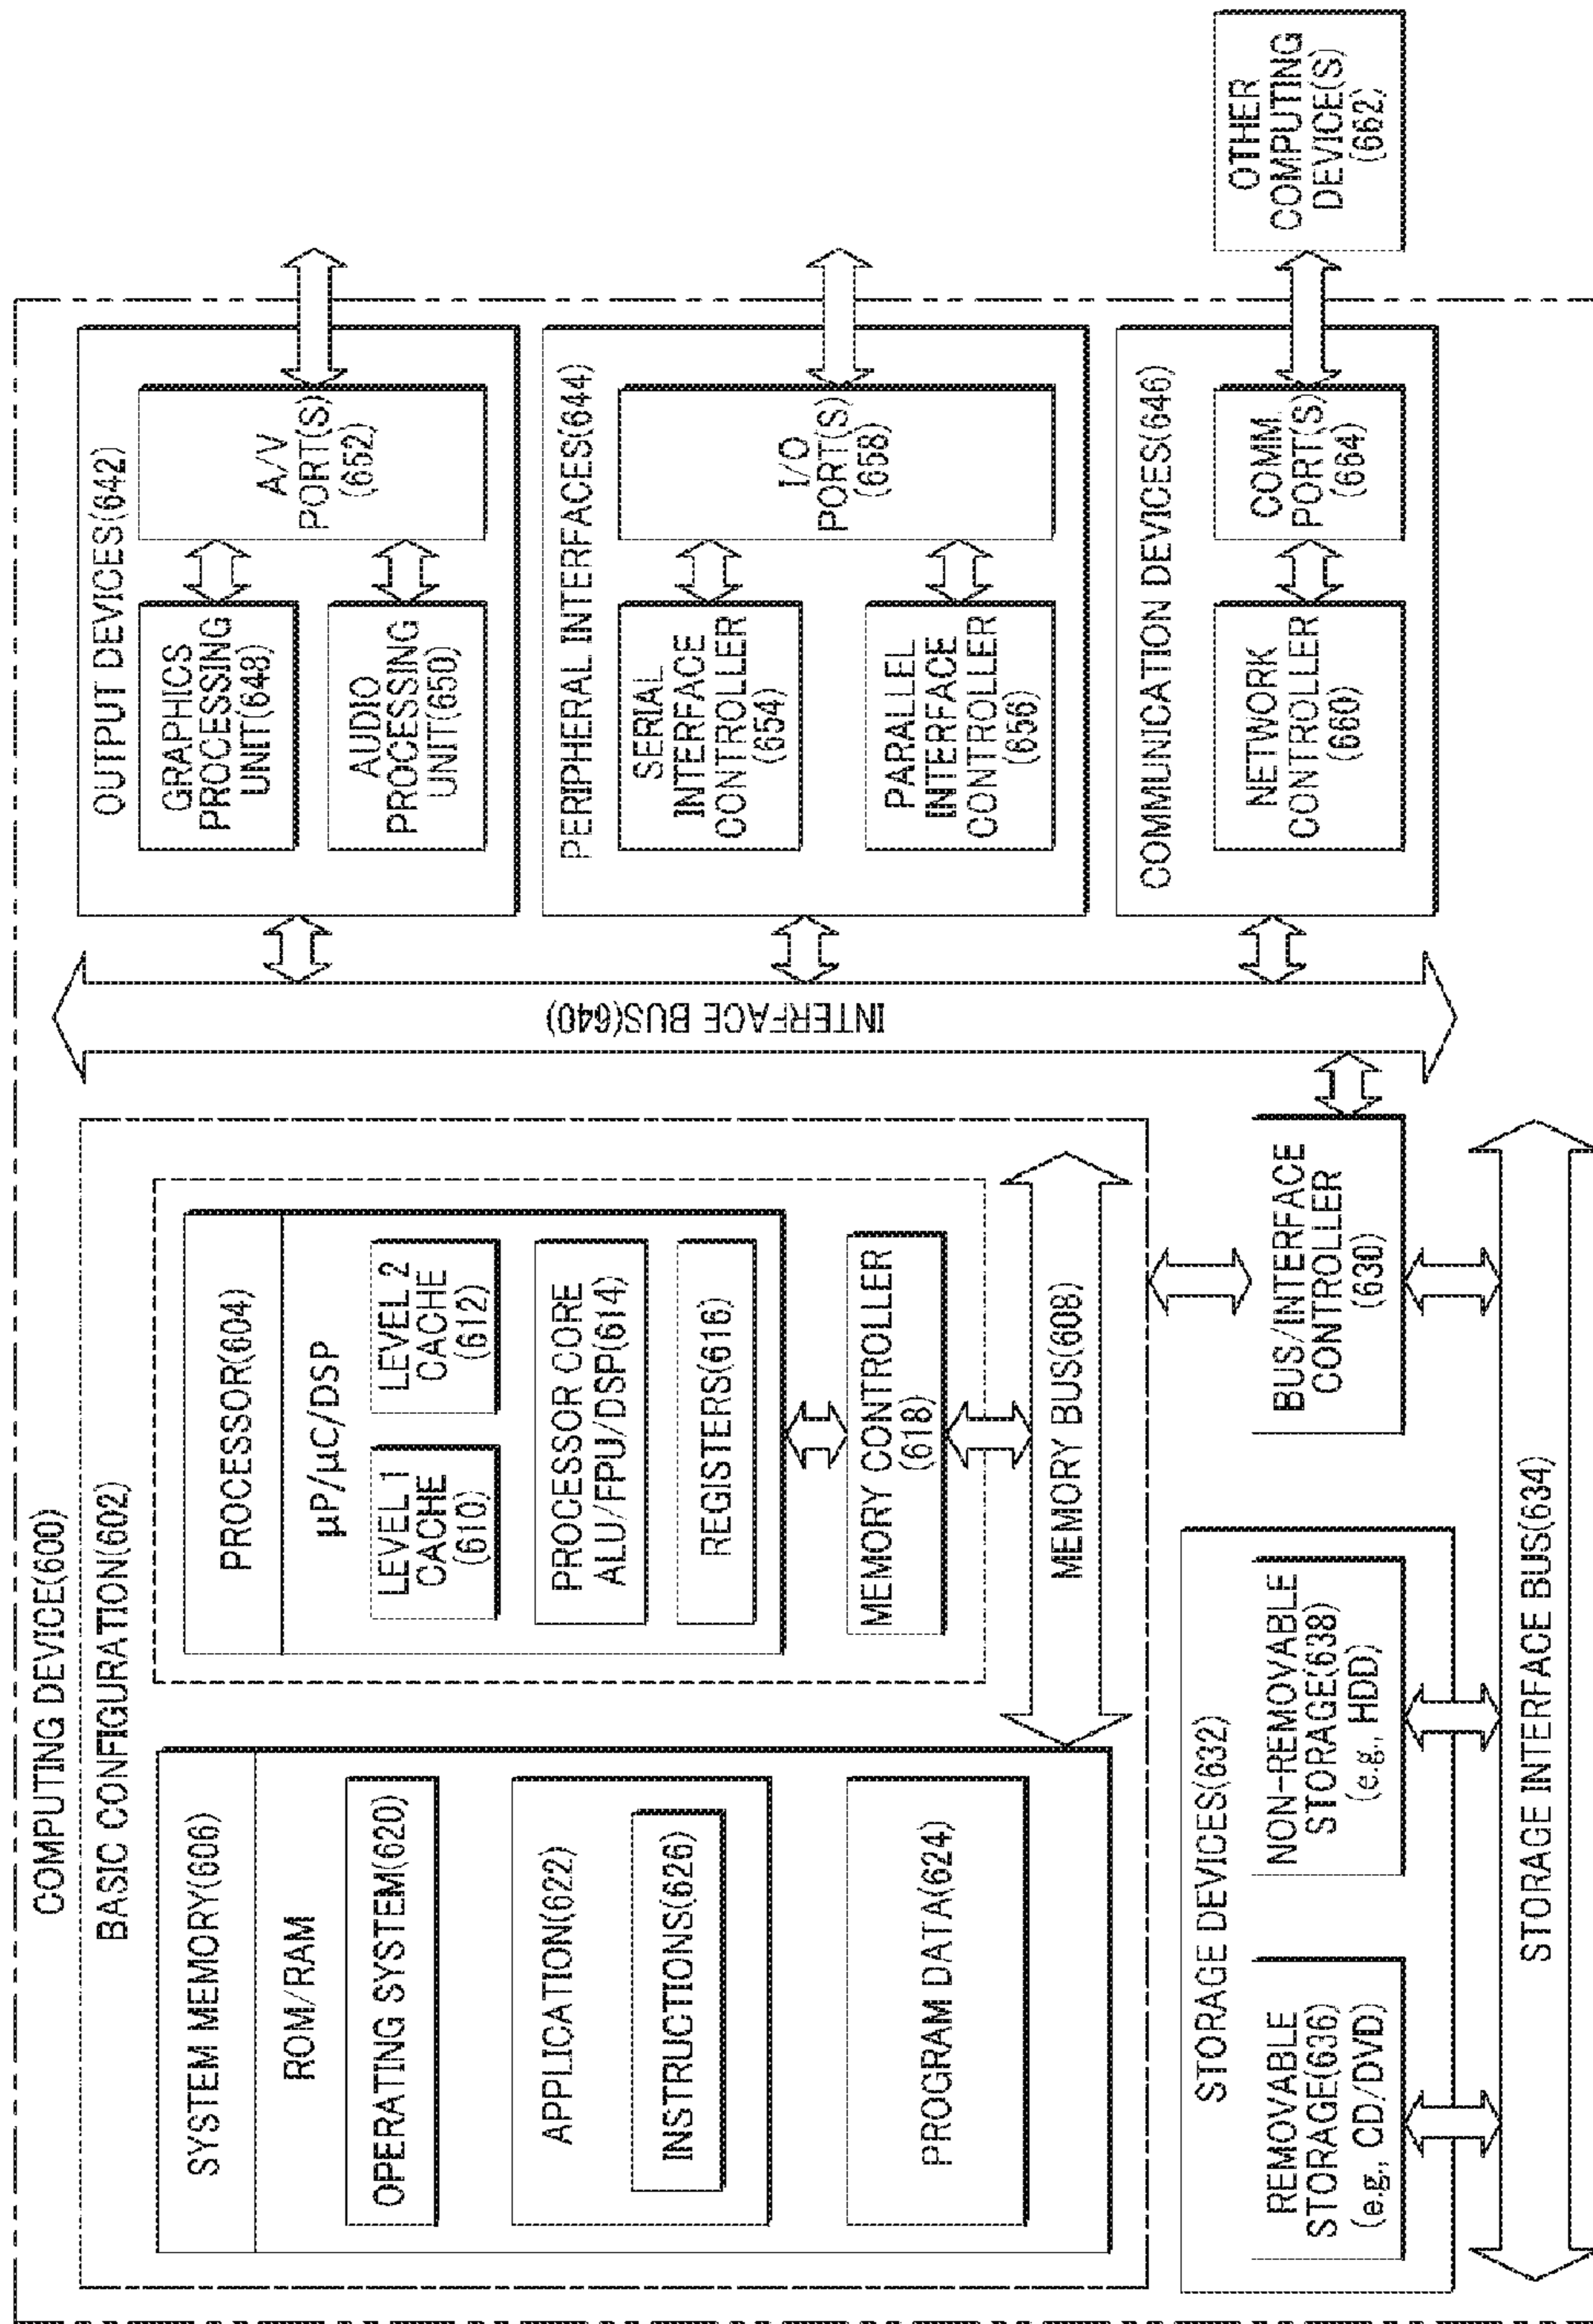 COMPUTING DEVICE(600)
BASIC CONFIGURATION(602)
SYSTEM MEMORY(606)
ROM/RAM
OPERATING SYSTEM(620)
APPLICATION(622)
INSTRUCTIONS(626)
PROGRAM DATA(624)
PROCESSOR(604)
µP/µC/DSP
LEVEL 1
CACHE
(610)
LEVEL 2
CACHE
(612)
PROCESSOR CORE
ALU/FPU/DSP(614)
REGISTERS(616)
MEMORY CONTROLLER
(618)
MEMORY BUS(608)
BUS/INTERFACE
CONTROLLER
(630)
STORAGE DEVICES(632)
REMOVABLE
STORAGE(636)
(e.g., CD/DVD)
NON-REMOVABLE
STORAGE(638)
(e.g., HDD)
STORAGE INTERFACE BUS(634)
INTERFACE BUS(640)
OUTPUT DEVICES(642)
GRAPHICS
PROCESSING
UNIT(648)
AUDIO
PROCESSING
UNIT(650)
A/V
PORT(S)
(652)
PERIPHERAL INTERFACES(644)
SERIAL
INTERFACE
CONTROLLER
(654)
PARALLEL
INTERFACE
CONTROLLER
(656)
I/O
PORT(S)
(658)
COMMUNICATION DEVICES(646)
NETWORK
CONTROLLER
(660)
COMM.
PORT(S)
(664)
OTHER
COMPUTING
DEVICE(S)
(662)